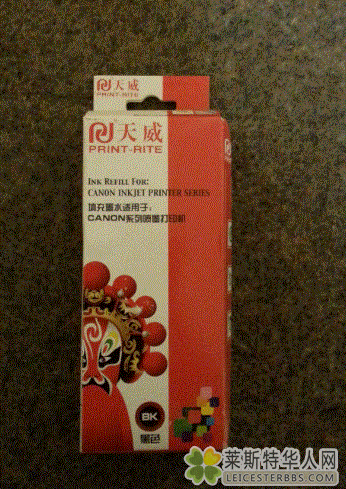 天威
PRINT-RITE
天威
PRINT-RITE
INK REFILL FOR:
CANON INKJET PRINTER SERIES
填充墨水适用于:
CANON系列喷墨打印机
BK
黑色
莱斯特华人网
LEICESTERBBS.COM